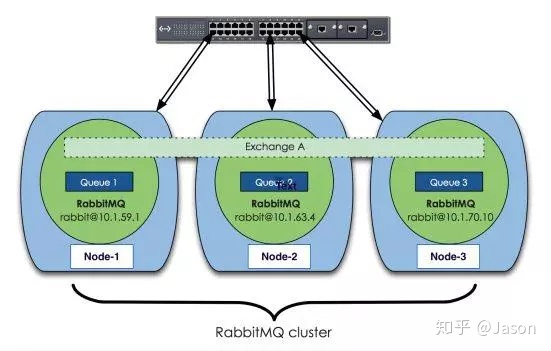 Exchange A
Queue 1
Queue 2
Text
Queue 3
RabbitMQ
rabbit@10.1.59.1
RabbitMQ
rabbit@10.1.63.4
RabbitMQ
rabbit@10.1.70.10
Node-1
Node-2
Node-3
RabbitMQ cluster
知乎 @Jason